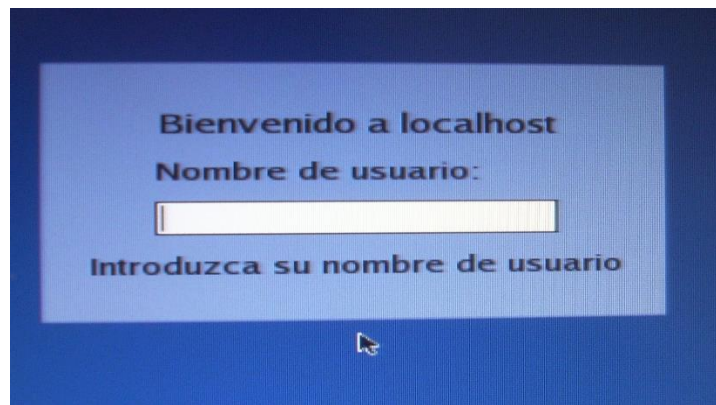 Bienvenido a localhost
Nombre de usuario:
Introduzca su nombre de usuario